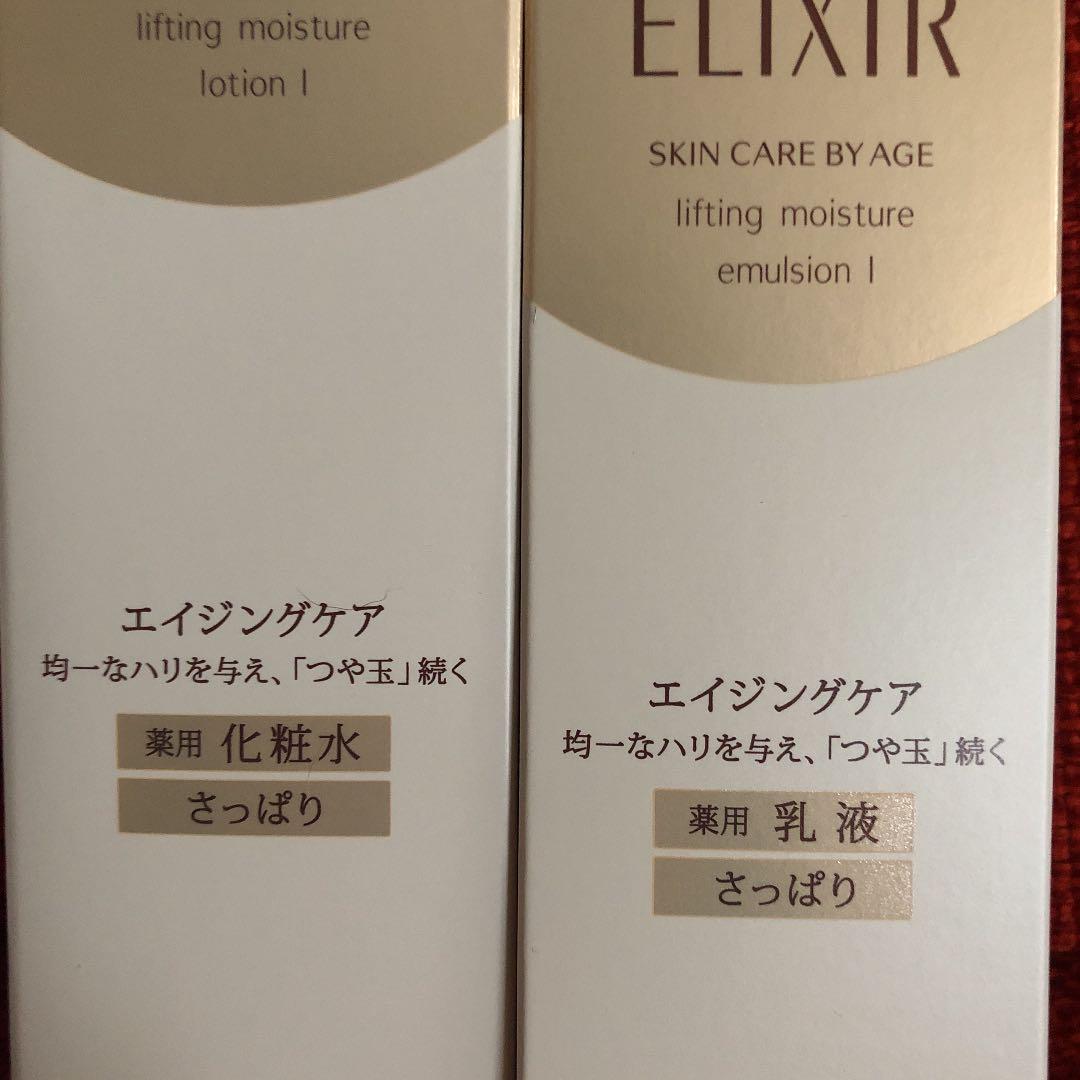 lifting moisture
lotion I
エイジングケア
均一なハリを与え、「つや玉」続く
薬用 化粧水
さっぱり
ELIXIR
SKIN CARE BY AGE
lifting moisture
emulsion I
エイジングケア
均一なハリを与え、「つや玉」続く
薬用 乳液
さっぱり